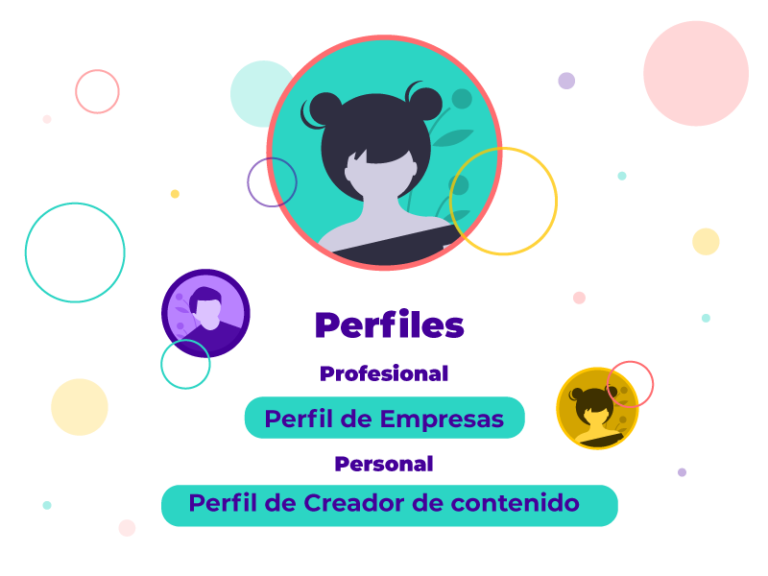 Perfiles
Profesional
Perfil de Empresas
Personal
Perfil de Creador de contenido